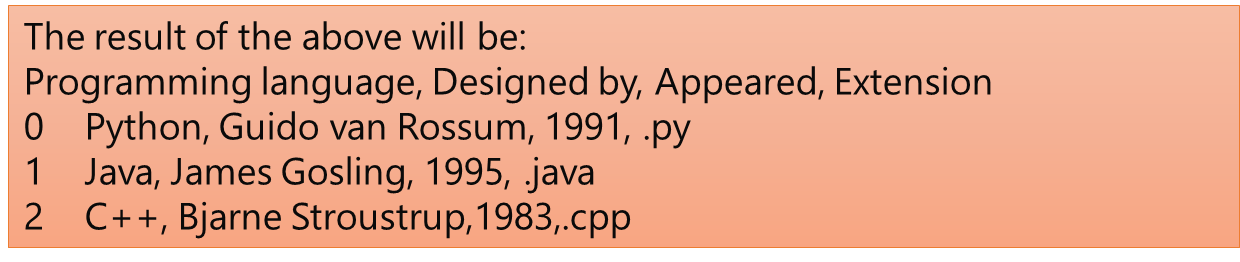 The result of the above will be:
Programming language, Designed by, Appeared, Extension
0 Python, Guido van Rossum, 1991, .py
1 Java, James Gosling, 1995, .java
2 C++, Bjarne Stroustrup,1983,.cpp